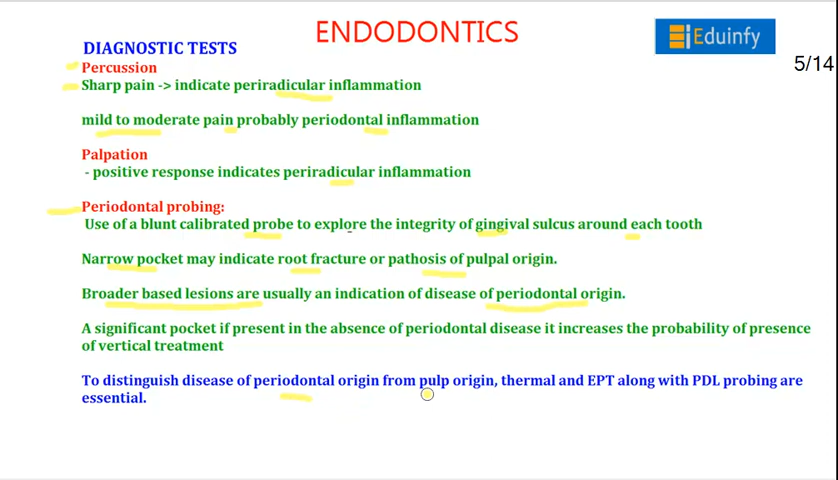 ENDODONTICS
Eduinfy
DIAGNOSTIC TESTS
5/14
Percussion
Sharp pain -> indicate periradicular inflammation
mild to moderate pain probably periodontal inflammation
Palpation
- positive response indicates periradicular inflammation
Periodontal probing:
Use of a blunt calibrated probe to explore the integrity of gingival sulcus around each tooth
Narrow pocket may indicate root fracture or pathosis of pulpal origin.
Broader based lesions are usually an indication of disease of periodontal origin.
A significant pocket if present in the absence of periodontal disease it increases the probability of presence
of vertical treatment
To distinguish disease of periodontal origin from pulp origin, thermal and EPT along with PDL probing are
essential.